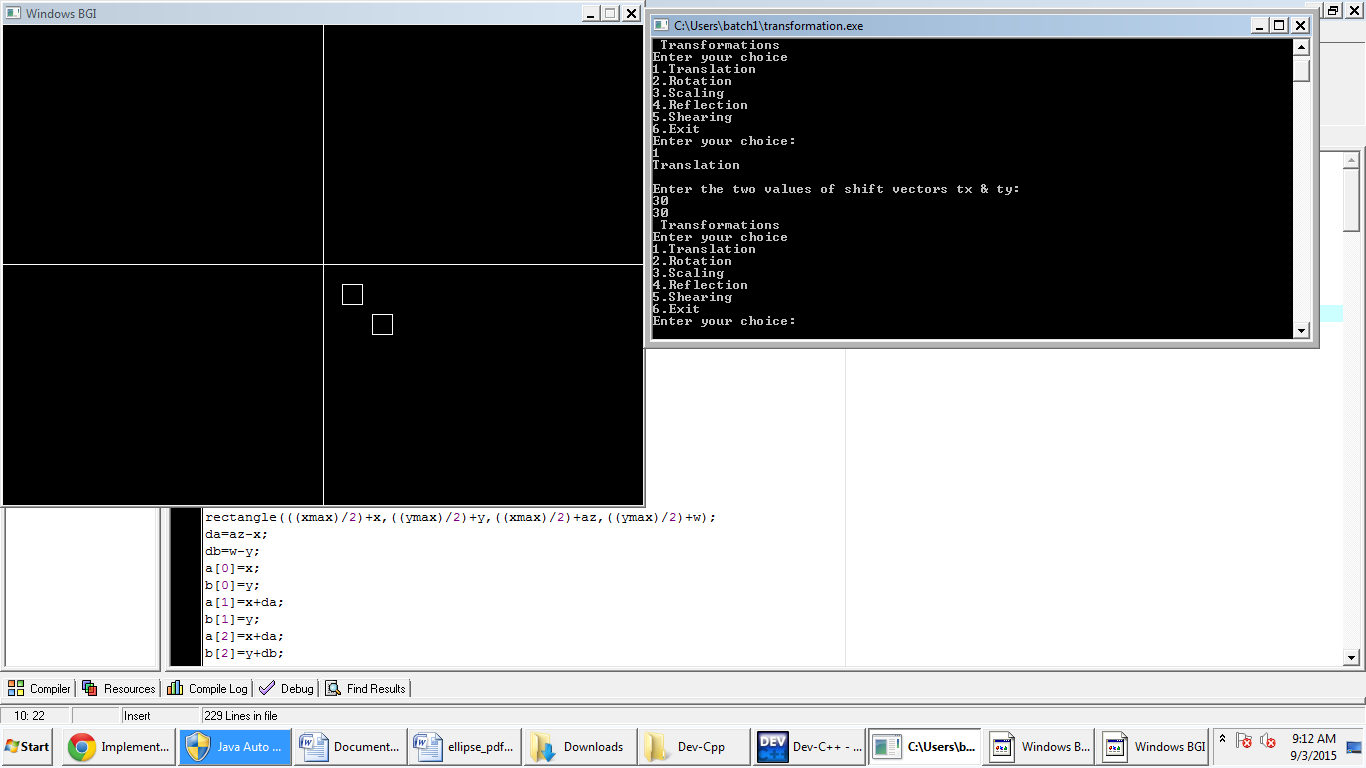 Windows BGI
C:\Users\batch1\transformation.exe
Transformations
Enter your choice
1.Translation
2.Rotation
3.Scaling
4.Reflection
5.Shearing
6.Exit
Enter your choice:
1
Translation
Enter the two values of shift vectors tx & ty:
30
30
Transformations
Enter your choice
1.Translation
2.Rotation
3.Scaling
4.Reflection
5.Shearing
6.Exit
Enter your choice:
rectangle(((xmax)/2)+x,((ymax)/2)+y,((xmax)/2)+az,((ymax)/2)+w);
da=az-x;
db=w-y;
a[0]=x;
b[0]=y;
a[1]=x+da;
b[1]=y;
a[2]=x+da;
b[2]=y+db;
Compiler Resources Compile Log Debug Find Results
10: 22 Insert 229 Lines in file
Start Implement... Java Auto ... Document... ellipse_pdf... Downloads Dev-Cpp Dev-C++ - ... C:\Users\b... Windows B... Windows BGI 9:12 AM
9/3/2015